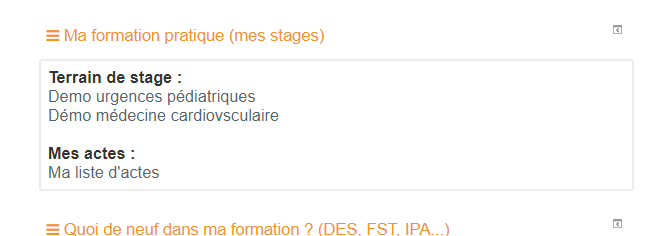 Ma formation pratique (mes stages)
Terrain de stage :
Demo urgences pédiatriques
Démo médecine cardiovsculaire
Mes actes :
Ma liste d'actes
Quoi de neuf dans ma formation ? (DES, FST, IPA...)